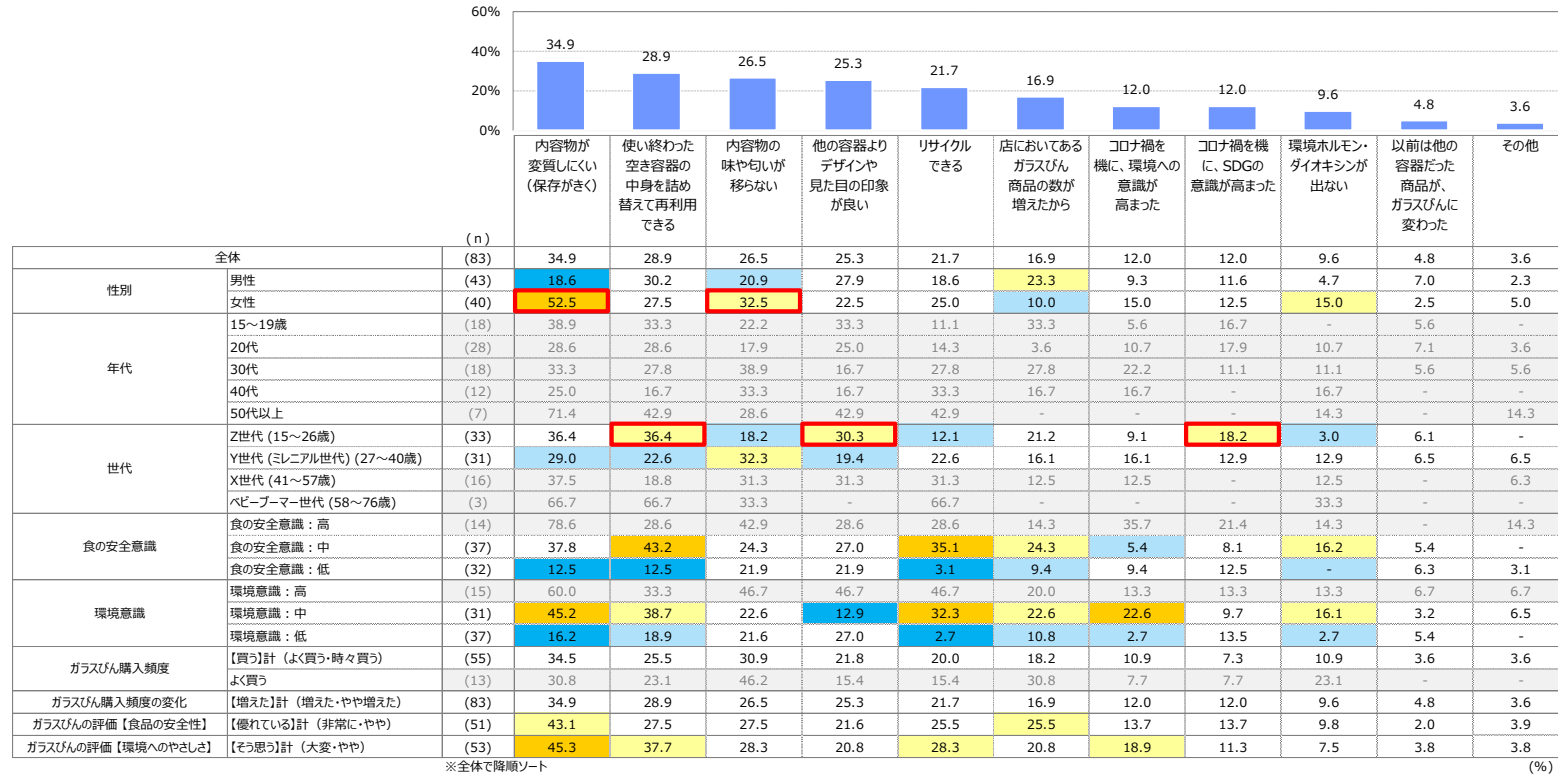 60%
40%
20%
0%
34.9 28.9 26.5 25.3 21.7 16.9 12.0 12.0 9.6 4.8 3.6
内容物が
変質しにくい
（保存がきく）
使い終わった
空き容器の
中身を詰め
替えて再利用
できる
内容物の
味や匂いが
移らない
他の容器より
デザインや
見た目の印象
が良い
リサイクル
できる
店においてある
ガラスびん
商品の数が
増えたから
コロナ禍を
機に、環境への
意識が
高まった
コロナ禍を機
に、SDGの
意識が高まった
環境ホルモン・
ダイオキシンが
出ない
以前は他の
容器だった
商品が、
ガラスびんに
変わった
その他
(n)
全体 (83) 34.9 28.9 26.5 25.3 21.7 16.9 12.0 12.0 9.6 4.8 3.6
性別
男性 (43) 18.6 30.2 20.9 27.9 18.6 23.3 9.3 11.6 4.7 7.0 2.3
女性 (40) 52.5 27.5 32.5 22.5 25.0 10.0 15.0 12.5 15.0 2.5 5.0
年代
15～19歳 (18) 38.9 33.3 22.2 33.3 11.1 33.3 5.6 16.7 - 5.6 -
20代 (28) 28.6 28.6 17.9 25.0 14.3 3.6 10.7 17.9 10.7 7.1 3.6
30代 (18) 33.3 27.8 38.9 16.7 27.8 27.8 22.2 11.1 11.1 5.6 5.6
40代 (12) 25.0 16.7 33.3 16.7 33.3 16.7 16.7 - 16.7 - -
50代以上 (7) 71.4 42.9 28.6 42.9 42.9 - - - 14.3 - 14.3
世代
Z世代 (15～26歳) (33) 36.4 36.4 18.2 30.3 12.1 21.2 9.1 18.2 3.0 6.1 -
Y世代 (ミレニアル世代) (27～40歳) (31) 29.0 22.6 32.3 19.4 22.6 16.1 16.1 12.9 12.9 6.5 6.5
X世代 (41～57歳) (16) 37.5 18.8 31.3 31.3 31.3 12.5 12.5 - 12.5 - 6.3
ベビーブーマー世代 (58～76歳) (3) 66.7 66.7 33.3 - 66.7 - - - 33.3 - -
食の安全意識
食の安全意識：高 (14) 78.6 28.6 42.9 28.6 28.6 14.3 35.7 21.4 14.3 - 14.3
食の安全意識：中 (37) 37.8 43.2 24.3 27.0 35.1 24.3 5.4 8.1 16.2 5.4 -
食の安全意識：低 (32) 12.5 12.5 21.9 21.9 3.1 9.4 9.4 12.5 - 6.3 3.1
環境意識
環境意識：高 (15) 60.0 33.3 46.7 46.7 46.7 20.0 13.3 13.3 13.3 6.7 6.7
環境意識：中 (31) 45.2 38.7 22.6 12.9 32.3 22.6 22.6 9.7 16.1 3.2 6.5
環境意識：低 (37) 16.2 18.9 21.6 27.0 2.7 10.8 2.7 13.5 2.7 5.4 -
ガラスびん購入頻度
【買う】計（よく買う・時々買う） (55) 34.5 25.5 30.9 21.8 20.0 18.2 10.9 7.3 10.9 3.6 3.6
よく買う (13) 30.8 23.1 46.2 15.4 15.4 30.8 7.7 7.7 23.1 - -
ガラスびん購入頻度の変化 【増えた】計（増えた・やや増えた） (83) 34.9 28.9 26.5 25.3 21.7 16.9 12.0 12.0 9.6 4.8 3.6
ガラスびんの評価【食品の安全性】 【優れている】計（非常に・やや） (51) 43.1 27.5 27.5 21.6 25.5 25.5 13.7 13.7 9.8 2.0 3.9
ガラスびんの評価【環境へのやさしさ】 【そう思う】計（大変・やや） (53) 45.3 37.7 28.3 20.8 28.3 20.8 18.9 11.3 7.5 3.8 3.8
※全体で降順ソート (%)